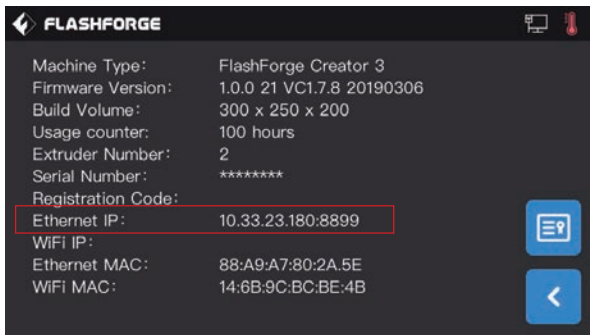 FLASHFORGE
Machine Type: FlashForge Creator 3
Firmware Version: 1.0.0 21 VC1.7.8 20190306
Build Volume: 300 x 250 x 200
Usage counter: 100 hours
Extruder Number: 2
Serial Number: ********
Registration Code:
Ethernet IP: 10.33.23.180:8899
WiFi IP:
Ethernet MAC: 88:A9:A7:80:2A.5E
WiFi MAC: 14:6B:9C:BC:BE:4B